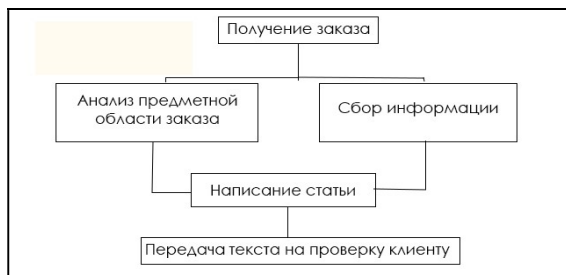 Получение заказа
Анализ предметной
области заказа
Сбор информации
Написание статьи
Передача текста на проверку клиенту